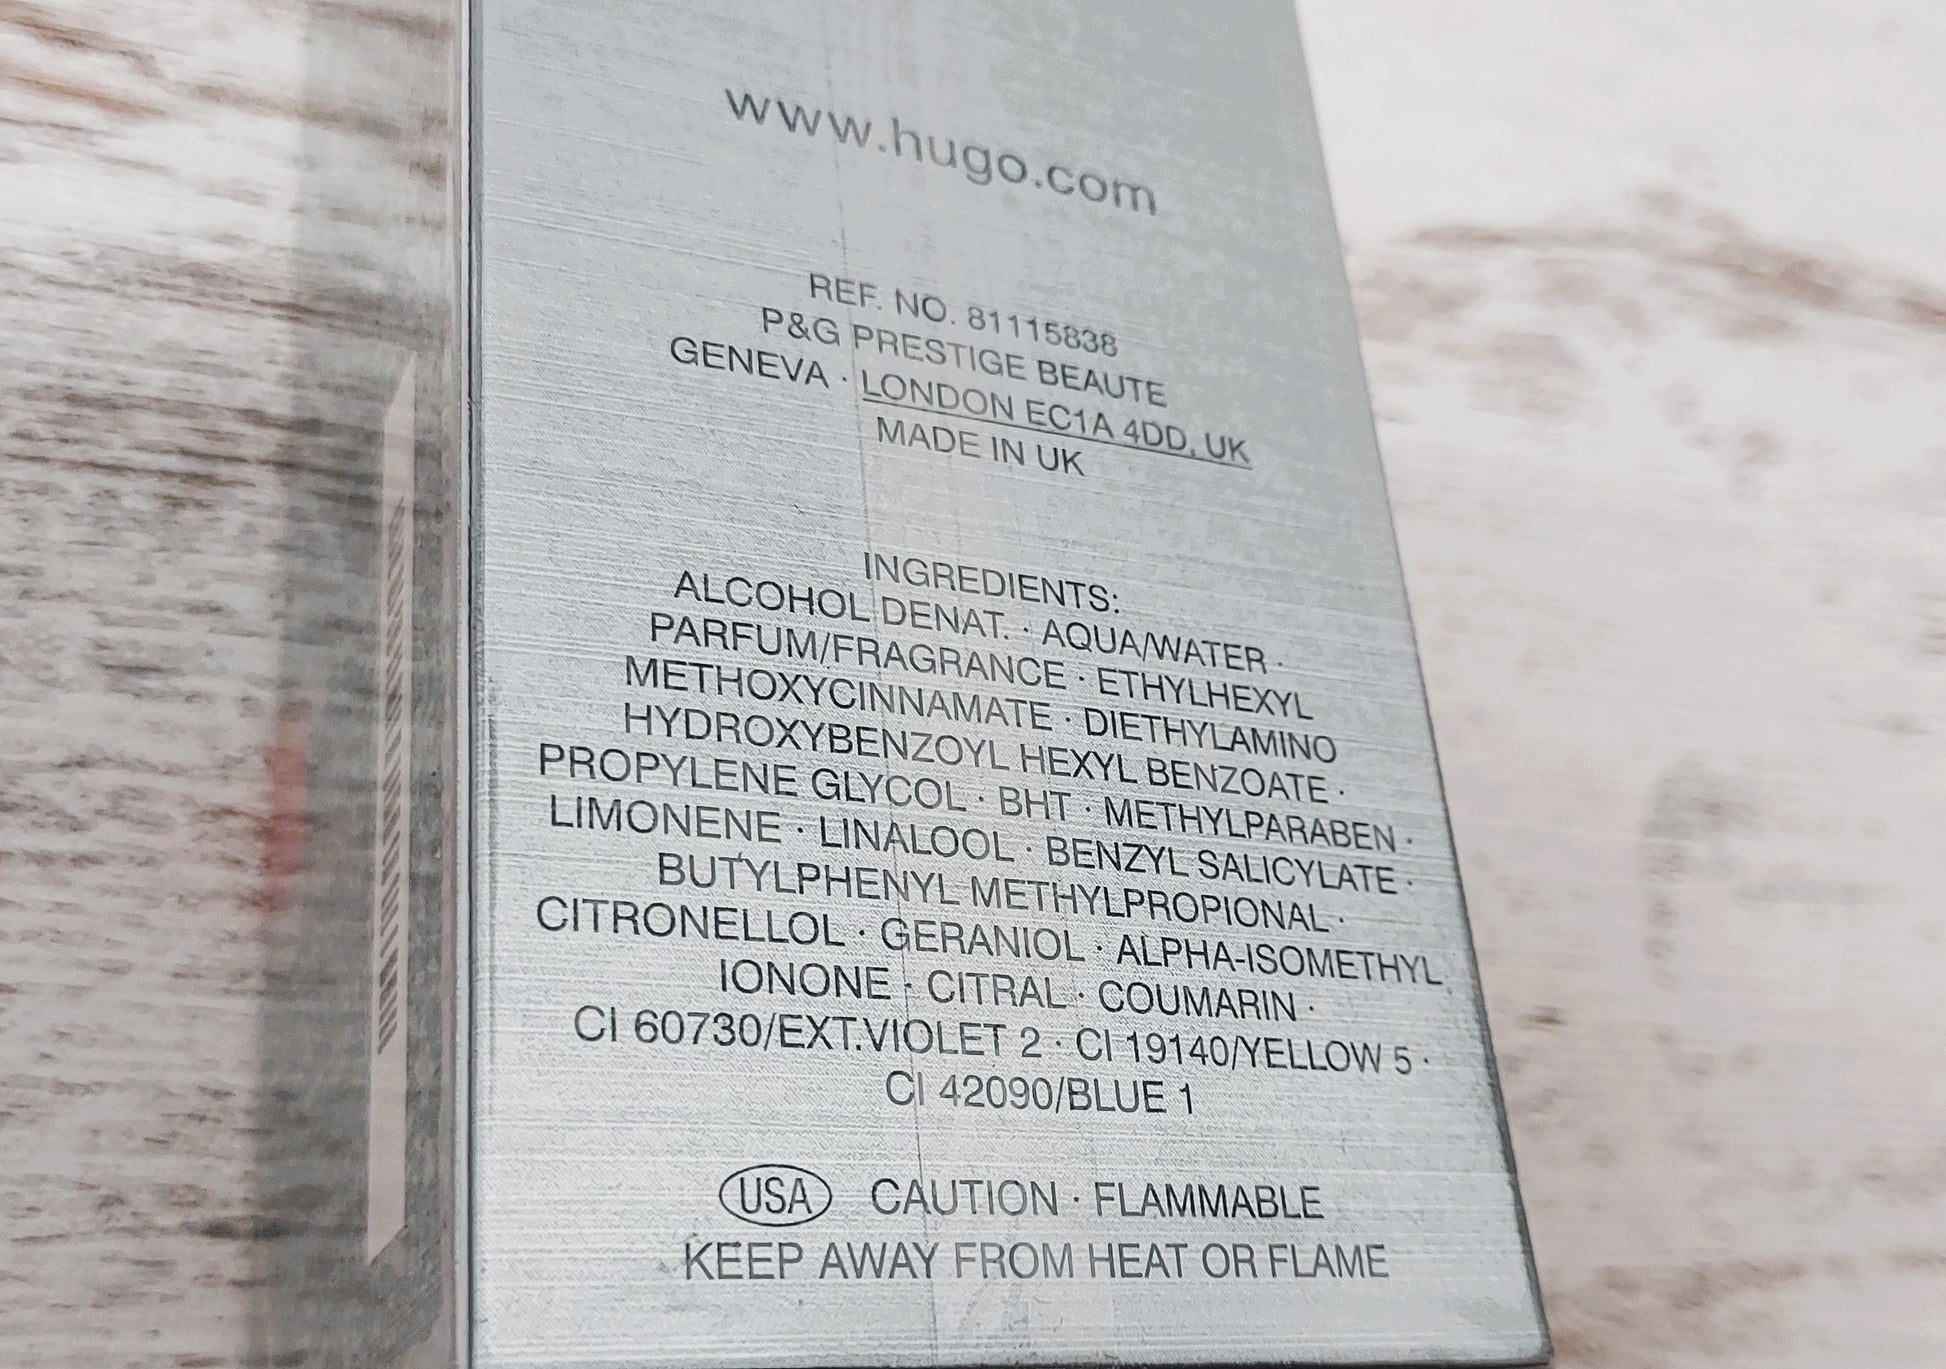 www.hugo.com
REF. NO. 81115838
P&G PRESTIGE BEAUTE
GENEVA · LONDON EC1A 4DD, UK
MADE IN UK
INGREDIENTS:
ALCOHOL DENAT. · AQUA/WATER ·
PARFUM/FRAGRANCE · ETHYLHEXYL
METHOXYCINNAMATE · DIETHYLAMINO
HYDROXYBENZOYL HEXYL BENZOATE ·
PROPYLENE GLYCOL · BHT · METHYLPARABEN ·
LIMONENE · LINALOOL · BENZYL SALICYLATE ·
BUTYLPHENYL METHYLPROPIONAL ·
CITRONELLOL · GERANIOL · ALPHA-ISOMETHYL
IONONE · CITRAL · COUMARIN ·
CI 60730/EXT.VIOLET 2 · CI 19140/YELLOW 5 ·
CI 42090/BLUE 1
USA CAUTION · FLAMMABLE
KEEP AWAY FROM HEAT OR FLAME